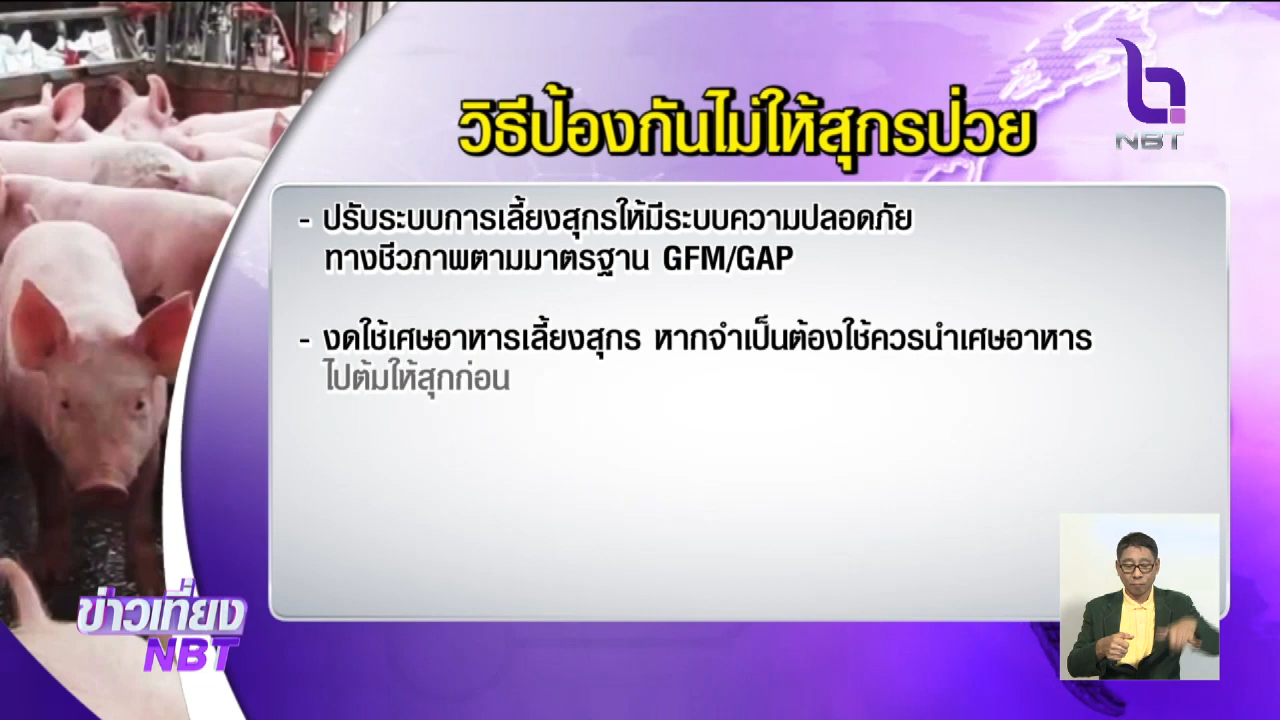 วิธีป้องกันไม่ให้สุกรป่วย
NBT
- ปรับระบบการเลี้ยงสุกรให้มีระบบความปลอดภัย
ทางชีวภาพตามมาตรฐาน GFM/GAP
- งดใช้เศษอาหารเลี้ยงสุกร หากจำเป็นต้องใช้ควรนำเศษอาหาร
ไปต้มให้สุกก่อน
ข่าวเที่ยง
NBT